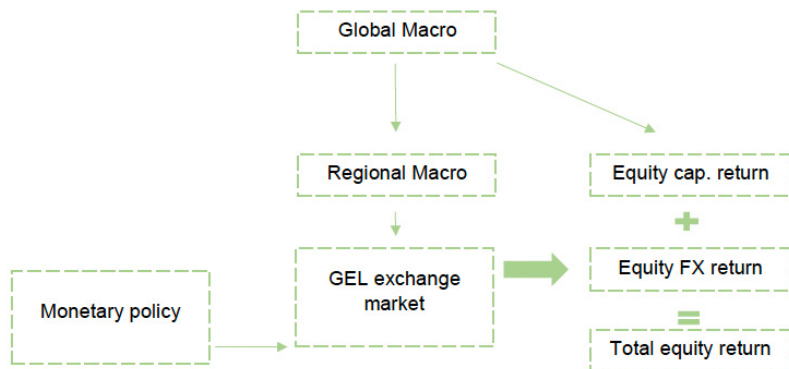 Global Macro
Regional Macro
Equity cap. return
GEL exchange
market
Equity FX return
Monetary policy
Total equity return